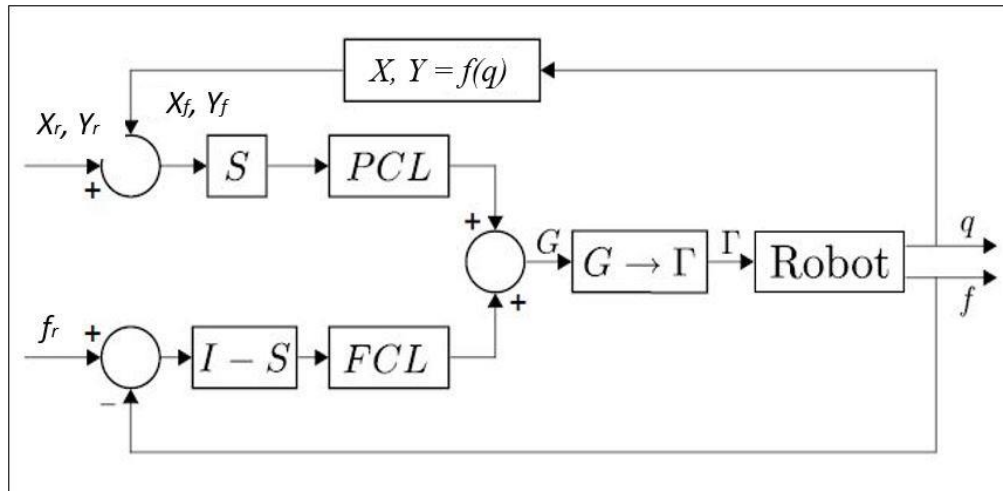 X, Y = f(q)
Xf, Yf
Xr, Yr
+
S
PCL
+
G
G → Γ
Γ
Robot
q
f
+
fr
+
I − S
FCL
−